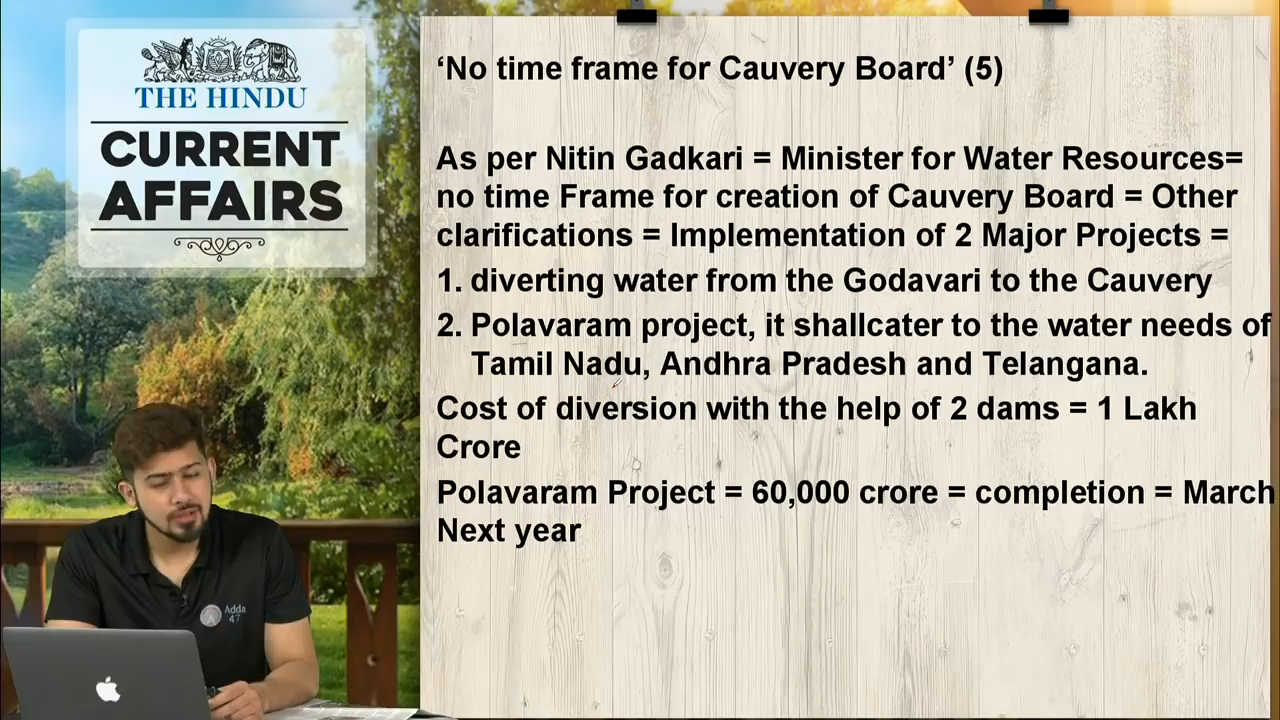 THE HINDU
CURRENT
AFFAIRS
‘No time frame for Cauvery Board’ (5)
As per Nitin Gadkari = Minister for Water Resources=
no time Frame for creation of Cauvery Board = Other
clarifications = Implementation of 2 Major Projects =
1. diverting water from the Godavari to the Cauvery
2. Polavaram project, it shallcater to the water needs of
Tamil Nadu, Andhra Pradesh and Telangana.
Cost of diversion with the help of 2 dams = 1 Lakh
Crore
Polavaram Project = 60,000 crore = completion = March
Next year
Adda
47